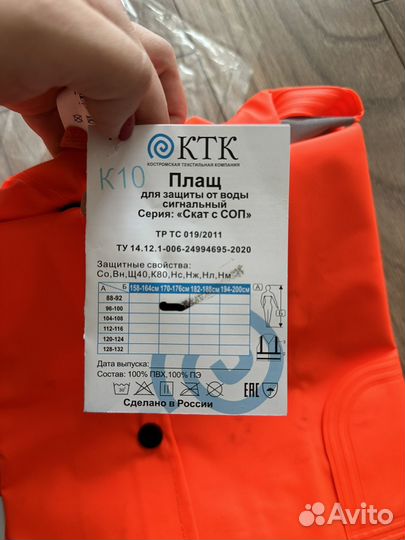 КТК
КОСТРОМСКАЯ ТЕКСТИЛЬНАЯ КОМПАНИЯ
К10
Плащ
для защиты от воды
сигнальный
Серия: «Скат с СОП»
ТР ТС 019/2011
ТУ 14.12.1-006-24994695-2020
Защитные свойства:
Со,Вн,Щ40,К80,Нс,Нж,Нл,Нм
А Б 158-164см 170-176см 182-188см 194-200см
88-92
96-100
104-108
112-116
120-124
128-132
Дата выпуска:
Состав: 100% ПВХ,100% ПЭ
EAC
Сделано в России
Avito